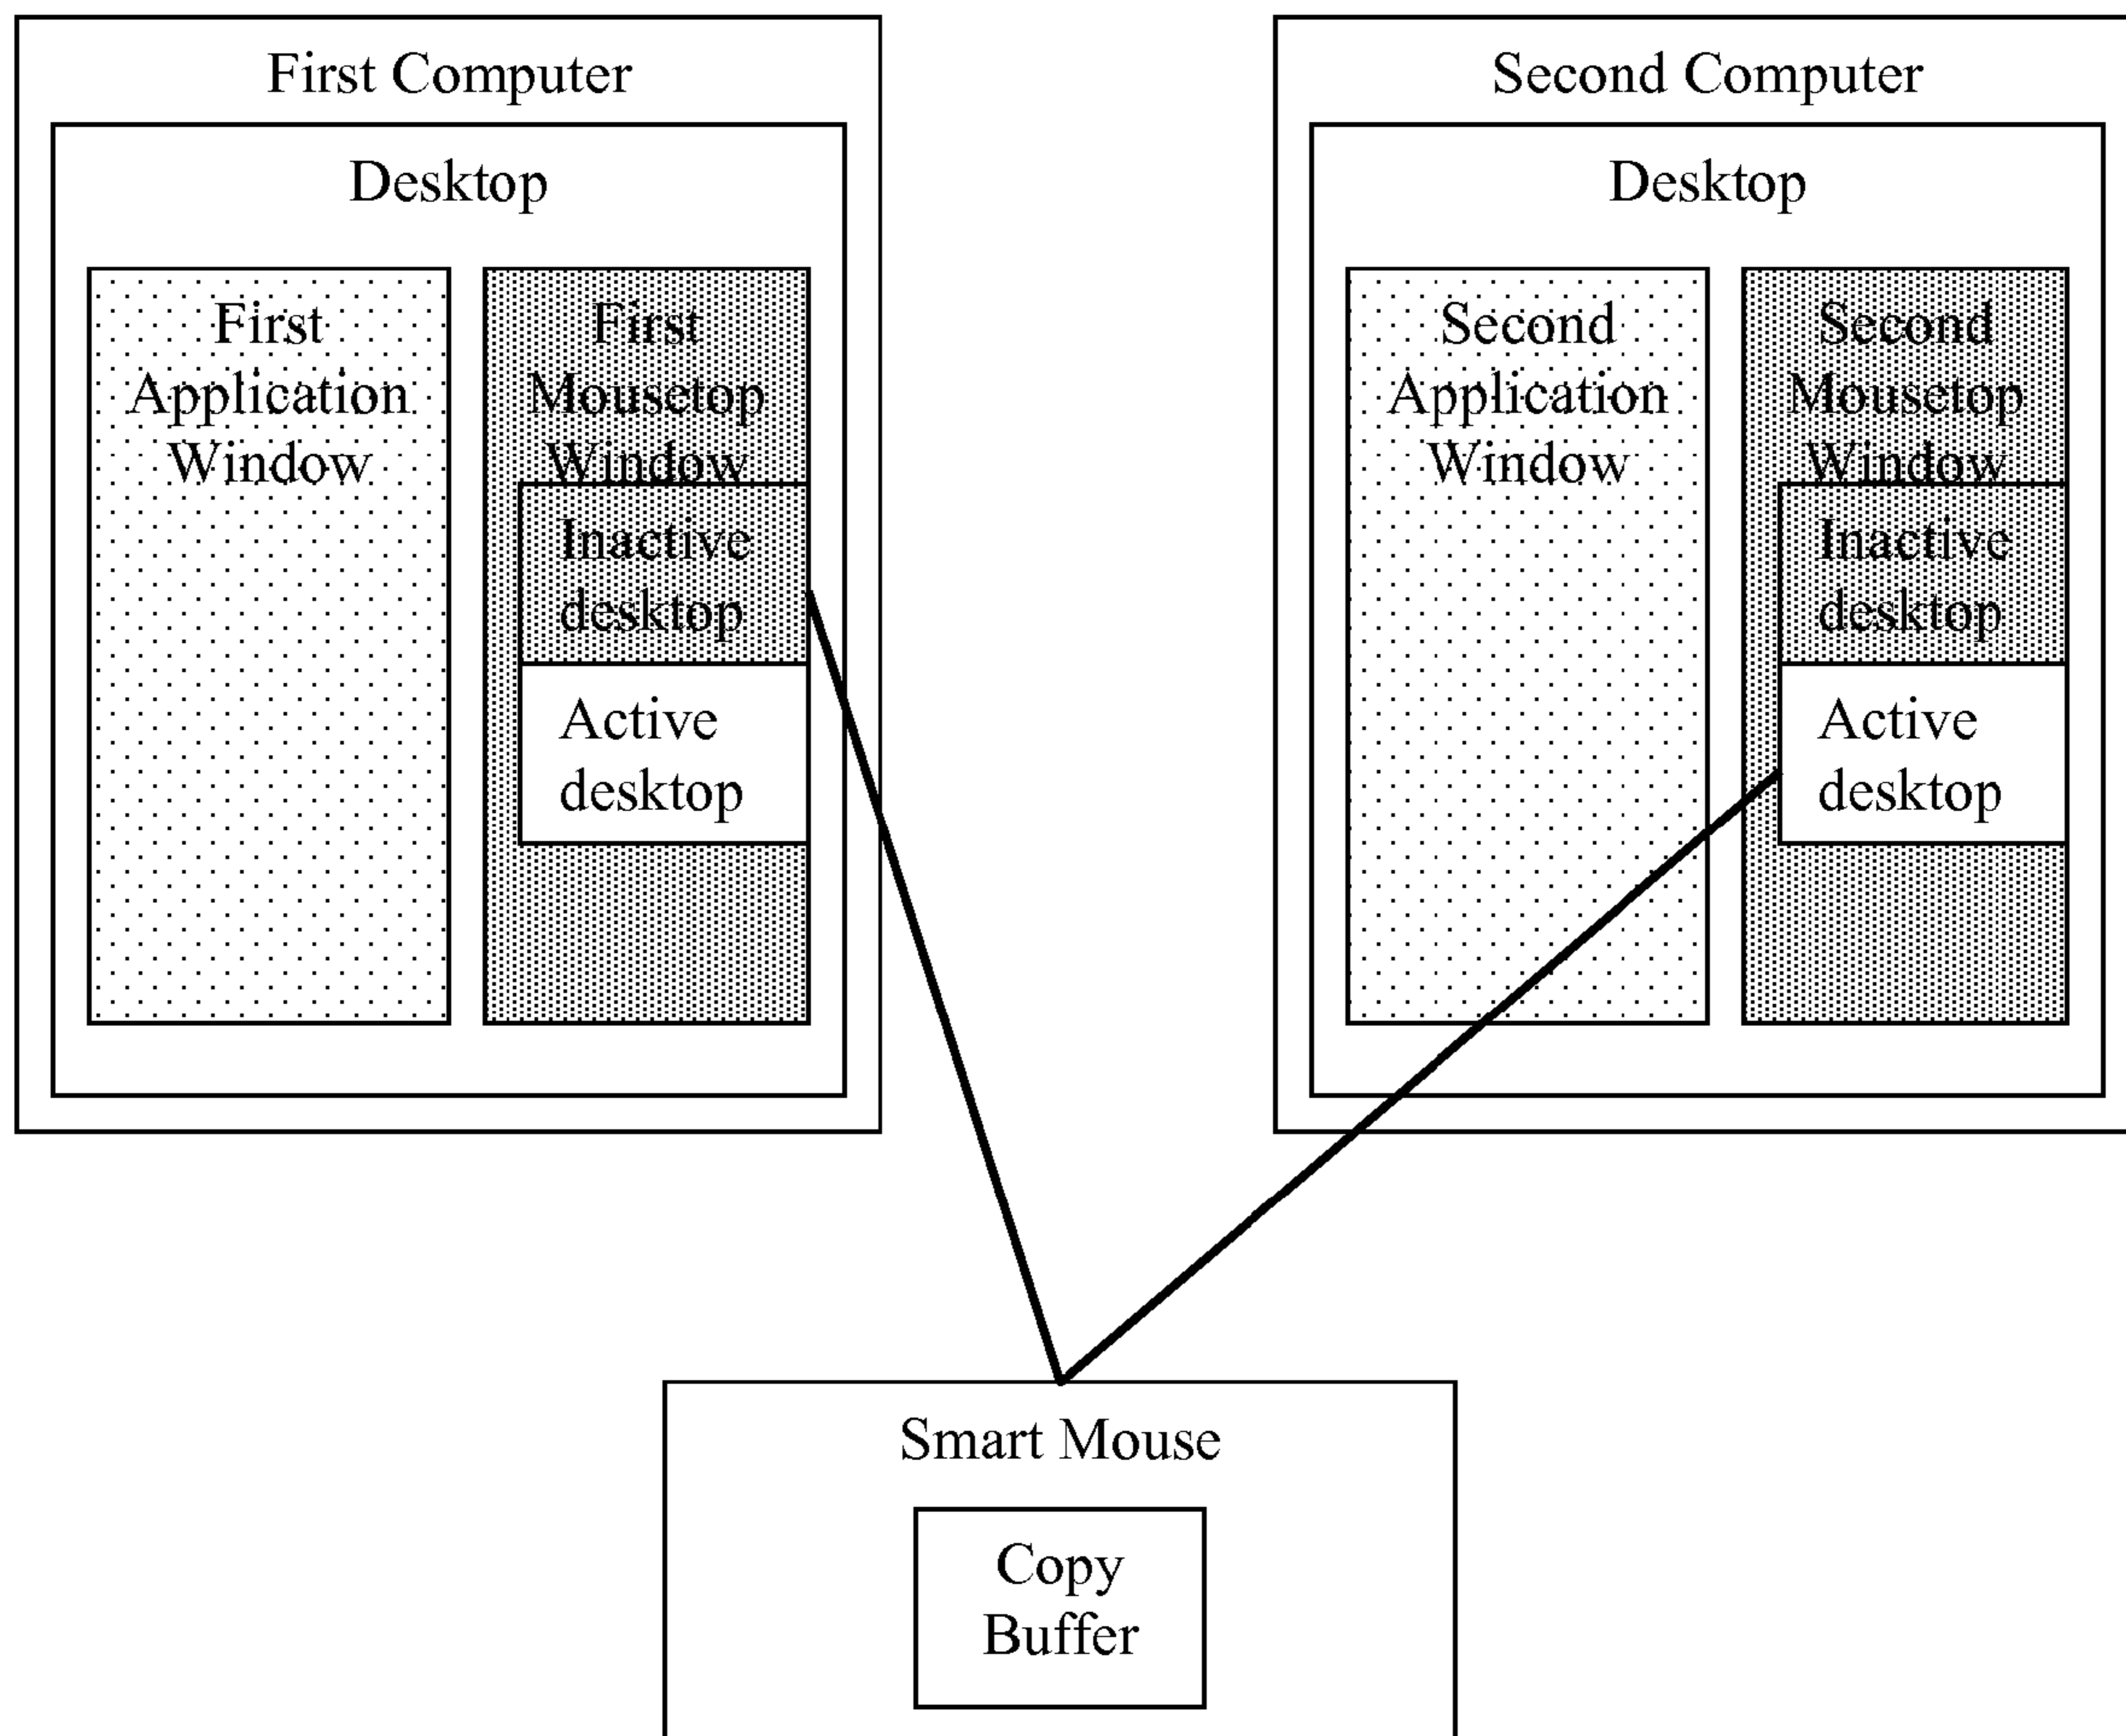 First Computer
Desktop
First
Application
Window
First
Mousetop
Window
Inactive
desktop
Active
desktop
Second Computer
Desktop
Second
Application
Window
Second
Mousetop
Window
Inactive
desktop
Active
desktop
Smart Mouse
Copy
Buffer